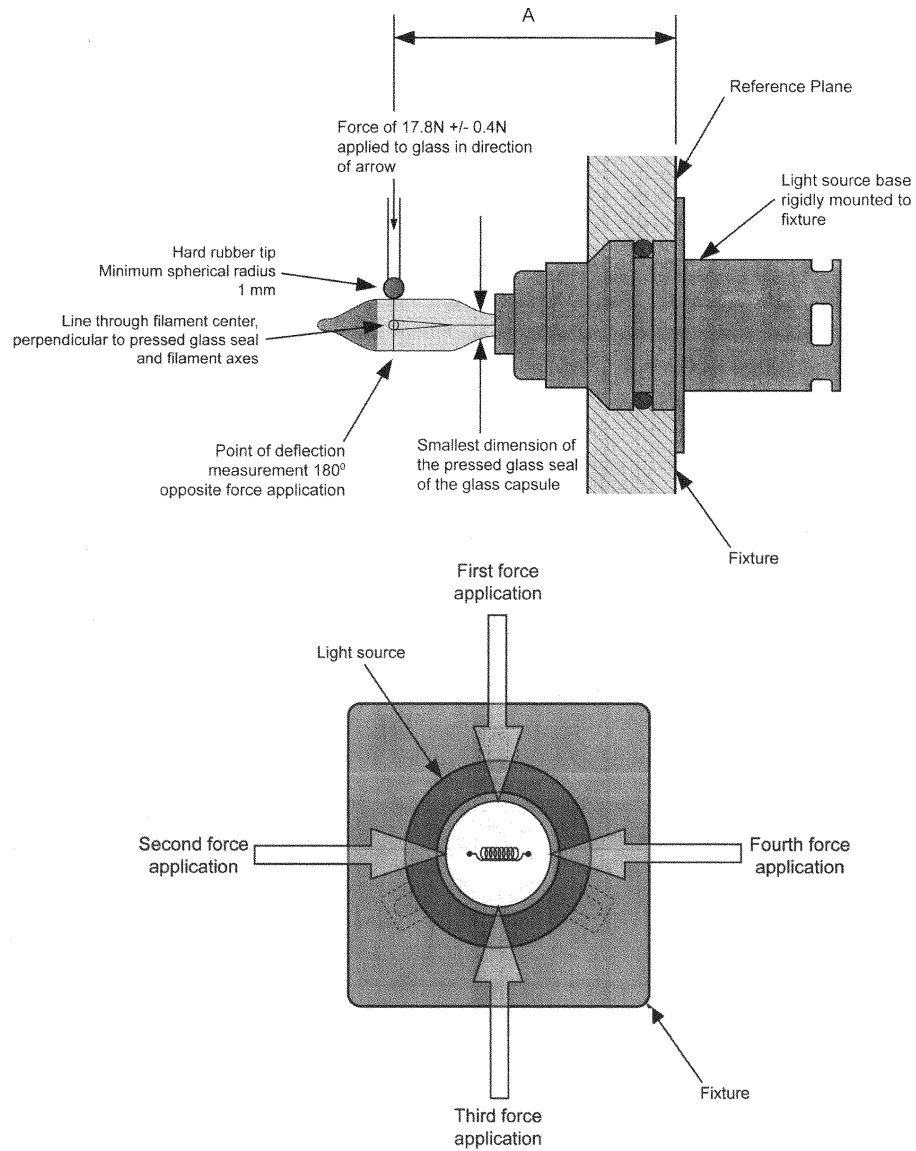 A
Reference Plane
Force of 17.8N +/- 0.4N
applied to glass in direction
of arrow
Light source base
rigidly mounted to
fixture
Hard rubber tip
Minimum spherical radius
1 mm
Line through filament center,
perpendicular to pressed glass seal
and filament axes
Point of deflection
measurement 180⁰
opposite force application
Smallest dimension of
the pressed glass seal
of the glass capsule
Fixture
First force
application
Light source
Second force
application
Fourth force
application
Fixture
Third force
application